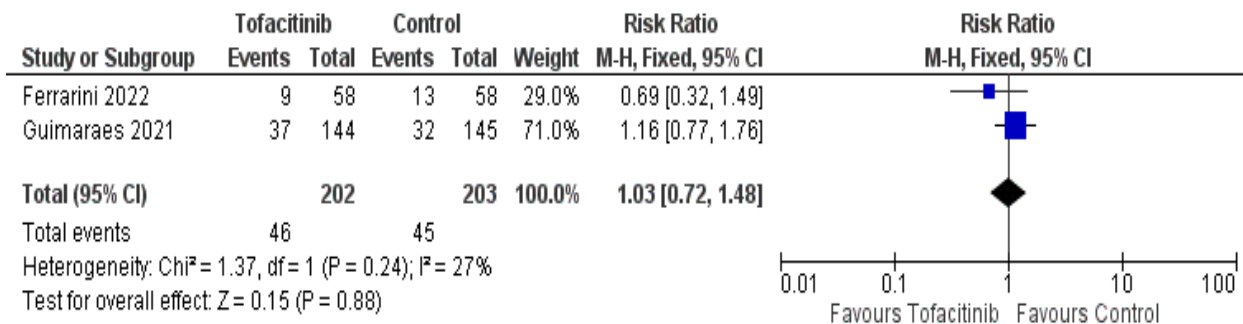 Tofacitinib Control Risk Ratio Risk Ratio
Study or Subgroup Events Total Events Total Weight M-H, Fixed, 95% CI M-H, Fixed, 95% CI
Ferrarini 2022 9 58 13 58 29.0% 0.69 [0.32, 1.49]
Guimaraes 2021 37 144 32 145 71.0% 1.16 [0.77, 1.76]
Total (95% CI) 202 203 100.0% 1.03 [0.72, 1.48]
Total events 46 45
Heterogeneity: Chi² = 1.37, df = 1 (P = 0.24); I² = 27%
Test for overall effect: Z = 0.15 (P = 0.88)
0.01 0.1 1 10 100
Favours Tofacitinib Favours Control